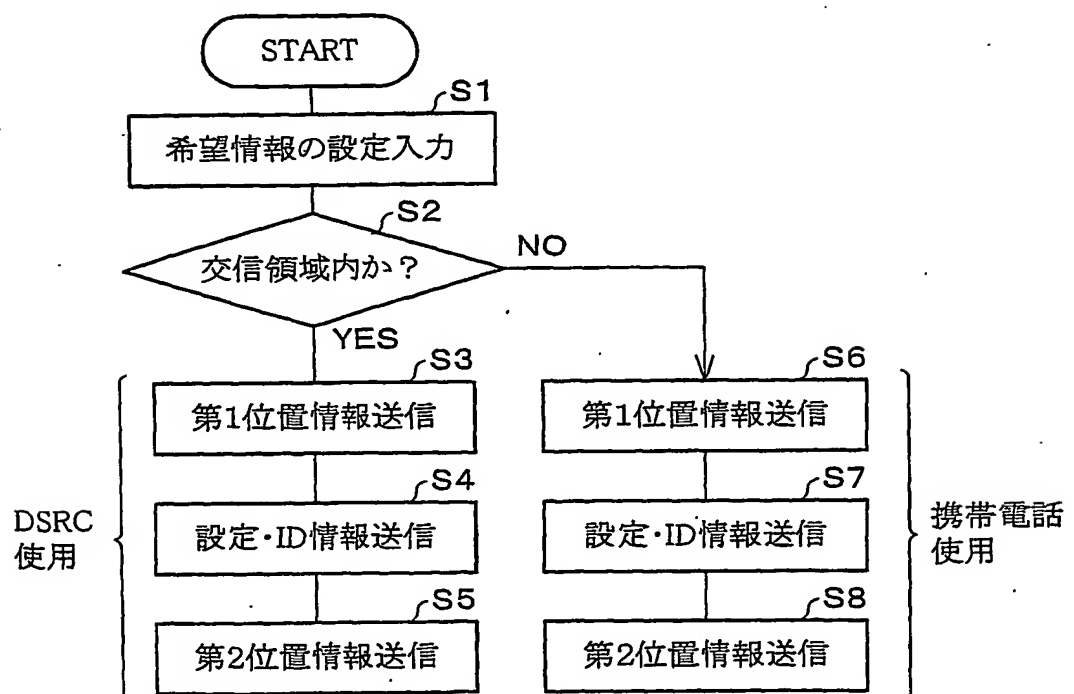 START
S1
希望情報の設定入力
S2
交信領域内か?
NO
YES
S3
第1位置情報送信
S6
第1位置情報送信
S4
設定・ID情報送信
S7
設定・ID情報送信
DSRC
使用
携帯電話
使用
S5
第2位置情報送信
S8
第2位置情報送信